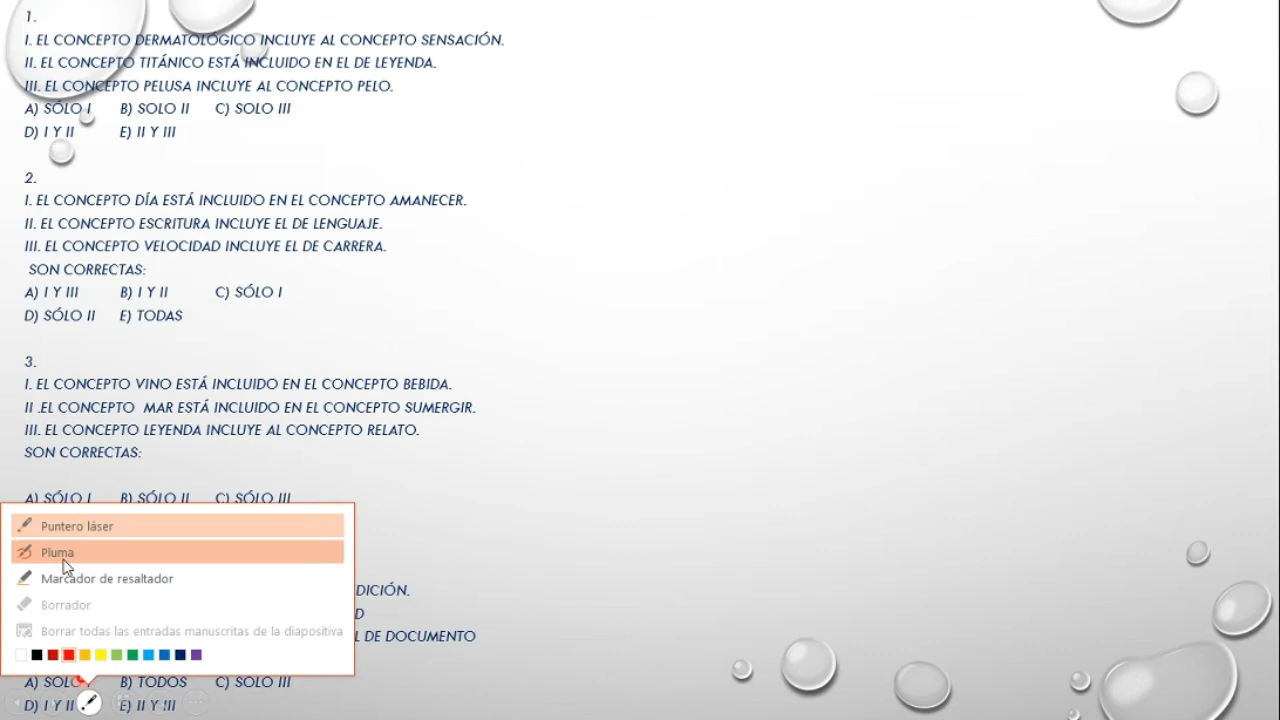 1.
I. EL CONCEPTO DERMATOLÓGICO INCLUYE AL CONCEPTO SENSACIÓN.
II. EL CONCEPTO TITÁNICO ESTÁ INCLUIDO EN EL DE LEYENDA.
III. EL CONCEPTO PELUSA INCLUYE AL CONCEPTO PELO.
A) SÓLO I B) SOLO II C) SOLO III
D) I Y II E) II Y III
2.
I. EL CONCEPTO DÍA ESTÁ INCLUIDO EN EL CONCEPTO AMANECER.
II. EL CONCEPTO ESCRITURA INCLUYE EL DE LENGUAJE.
III. EL CONCEPTO VELOCIDAD INCLUYE EL DE CARRERA.
SON CORRECTAS:
A) I Y III B) I Y II C) SÓLO I
D) SÓLO II E) TODAS
3.
I. EL CONCEPTO VINO ESTÁ INCLUIDO EN EL CONCEPTO BEBIDA.
II .EL CONCEPTO MAR ESTÁ INCLUIDO EN EL CONCEPTO SUMERGIR.
III. EL CONCEPTO LEYENDA INCLUYE AL CONCEPTO RELATO.
SON CORRECTAS:
A) SÓLO I B) SÓLO II C) SÓLO III
Puntero láser
Pluma
Marcador de resaltador
Borrador
Borrar todas las entradas manuscritas de la diapositiva
DICIÓN.
D
L DE DOCUMENTO
A) SOLO B) TODOS C) SOLO III
D) I Y II E) II Y III